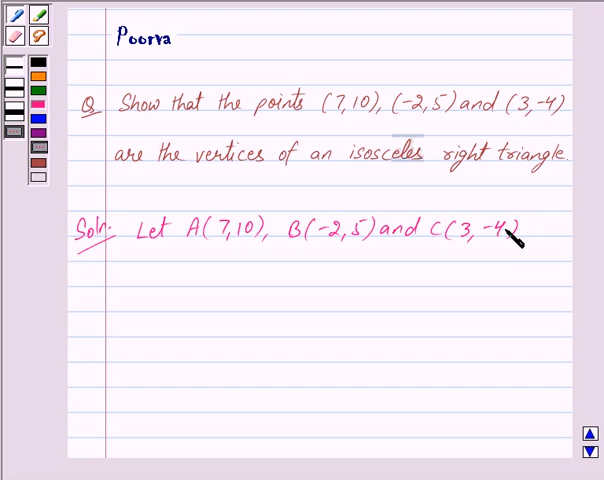 Poorva
Q Show that the points (7,10), (-2,5) and (3,-4)
are the vertices of an isosceles right triangle.
Soln: Let A(7,10), B(-2,5) and C(3,-4)